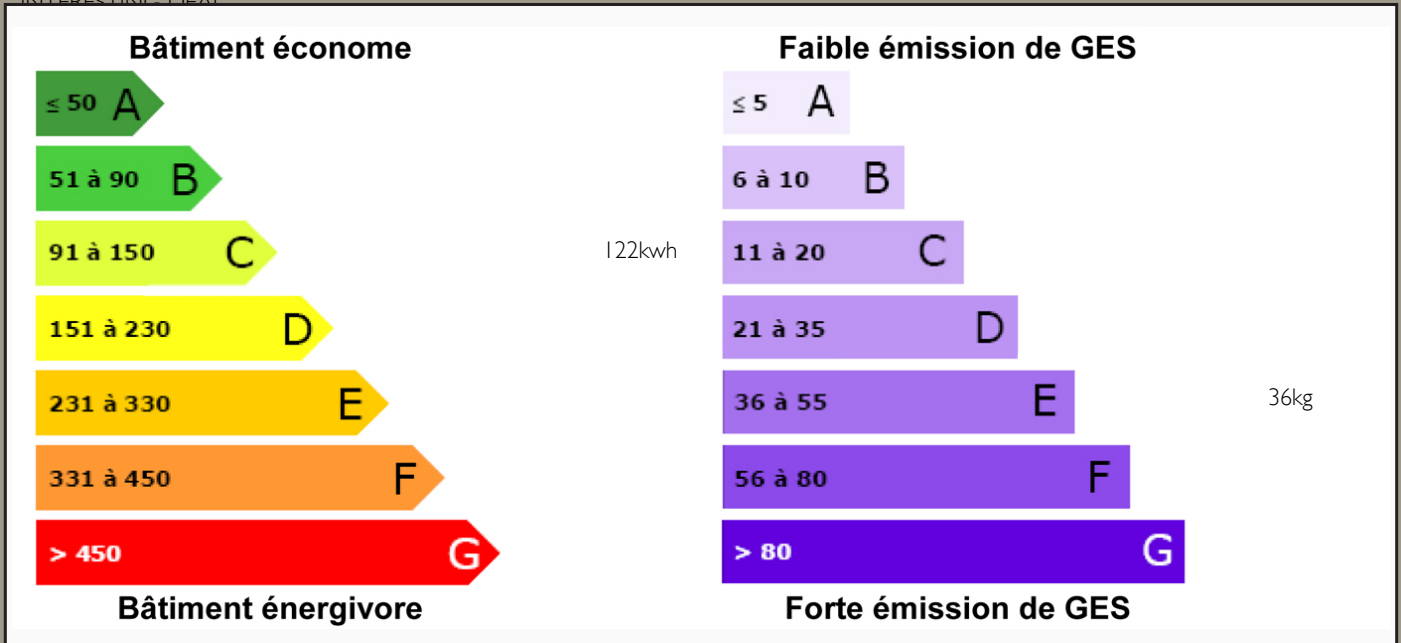 Bâtiment économe
≤ 50 A
51 à 90 B
91 à 150 C
122kwh
151 à 230 D
231 à 330 E
331 à 450 F
> 450 G
Bâtiment énergivore
Faible émission de GES
≤ 5 A
6 à 10 B
11 à 20 C
21 à 35 D
36 à 55 E
36kg
56 à 80 F
> 80 G
Forte émission de GES